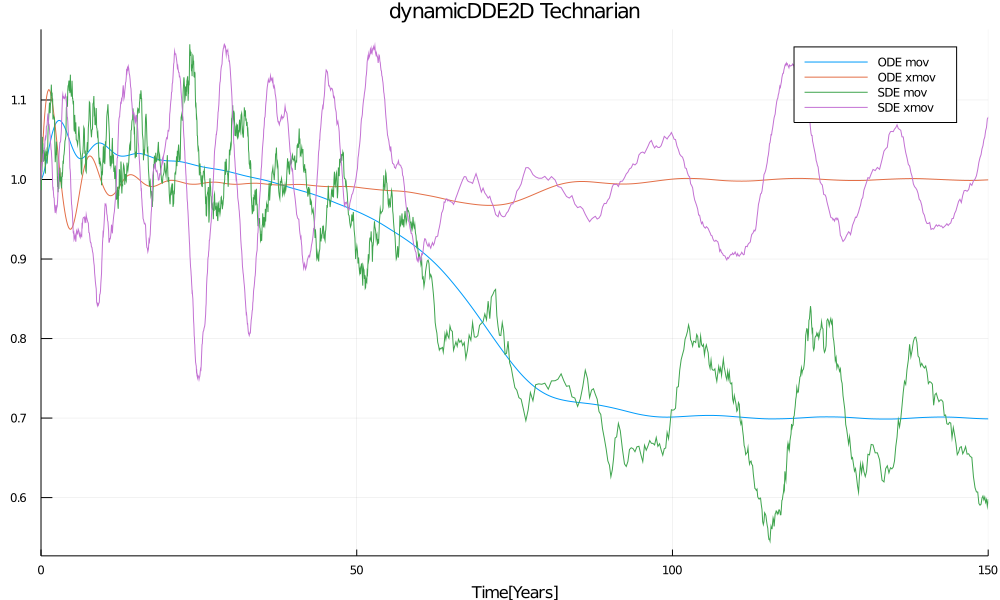 dynamicDDE2D Technarian
ODE mov
ODE xmov
SDE mov
SDE xmov
1.1
1.0
0.9
0.8
0.7
0.6
0
50
100
150
Time[Years]